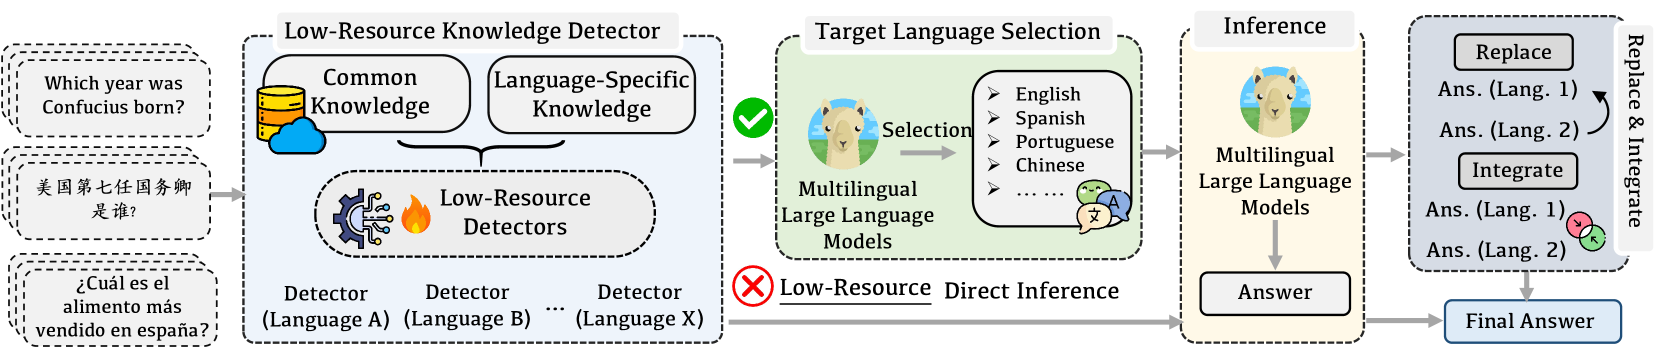 Which year was
Confucius born?
美国第七任国务卿
是谁?
¿Cuál es el
alimento más
vendido en españa?
Low-Resource Knowledge Detector
Common
Knowledge
Language-Specific
Knowledge
Low-Resource
Detectors
Detector
(Language A)
Detector
(Language B)
...
Detector
(Language X)
Target Language Selection
Multilingual
Large Language
Models
Selection
English
Spanish
Portuguese
Chinese
... ...
文
A
Low-Resource Direct Inference
Inference
Multilingual
Large Language
Models
Answer
Replace & Integrate
Replace
Ans. (Lang. 1)
Ans. (Lang. 2)
Integrate
Ans. (Lang. 1)
Ans. (Lang. 2)
Final Answer